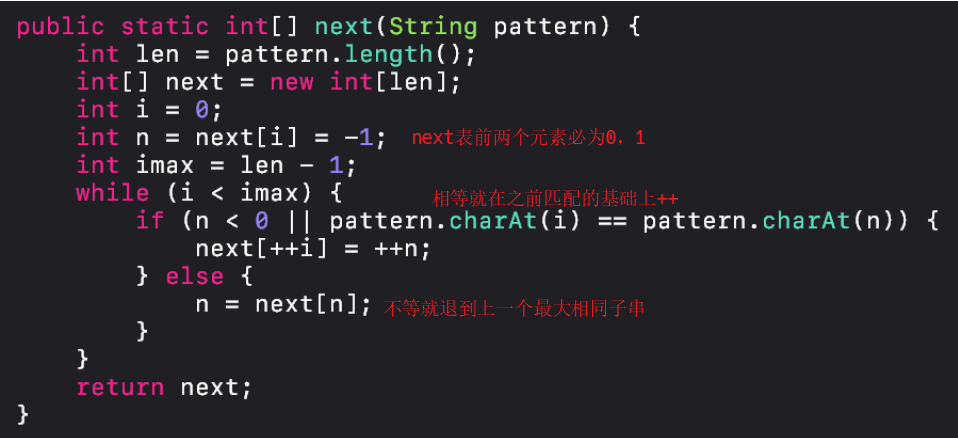 public static int[] next(String pattern) {
int len = pattern.length();
int[] next = new int[len];
int i = 0;
int n = next[i] = -1; next表前两个元素必为0，1
int imax = len - 1;
while (i < imax) { 相等就在之前匹配的基础上++
if (n < 0 || pattern.charAt(i) == pattern.charAt(n)) {
next[++i] = ++n;
} else {
n = next[n]; 不等就退到上一个最大相同子串
}
}
return next;
}